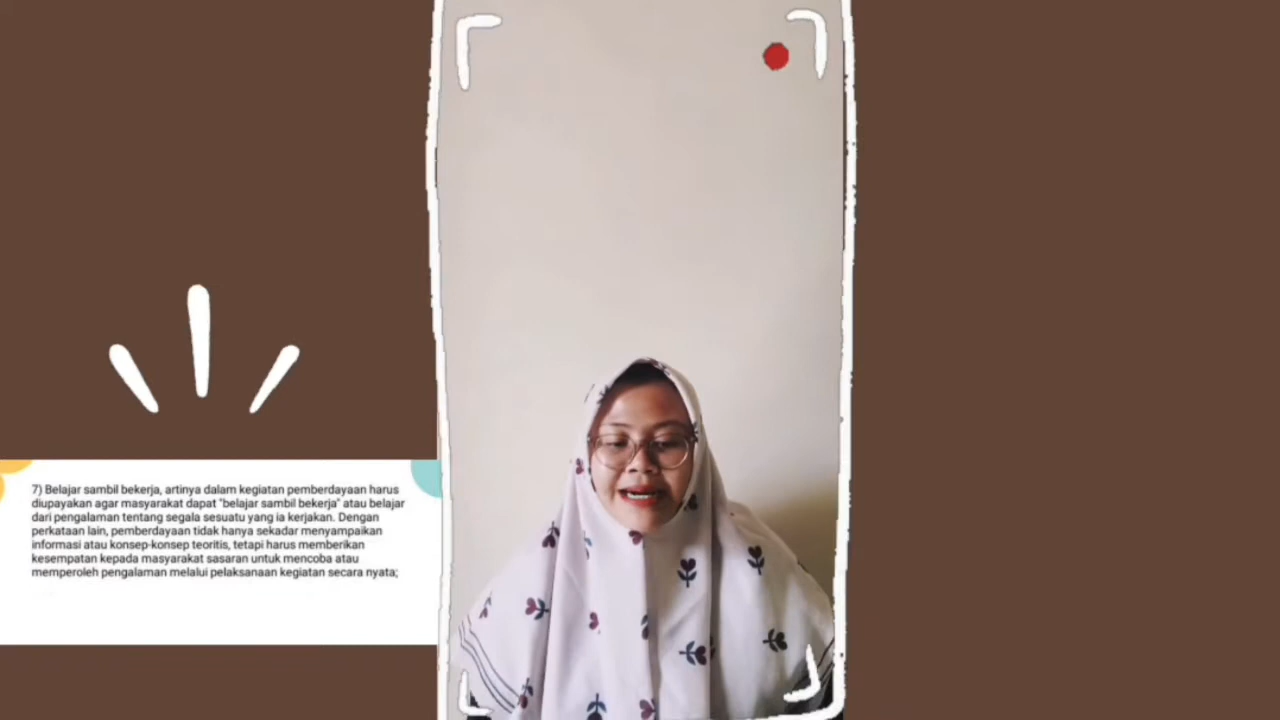 7) Belajar sambil bekerja, artinya dalam kegiatan pemberdayaan harus
diupayakan agar masyarakat dapat "belajar sambil bekerja" atau belajar
dari pengalaman tentang segala sesuatu yang ia kerjakan. Dengan
perkataan lain, pemberdayaan tidak hanya sekadar menyampaikan
informasi atau konsep-konsep teoritis, tetapi harus memberikan
kesempatan kepada masyarakat sasaran untuk mencoba atau
memperoleh pengalaman melalui pelaksanaan kegiatan secara nyata;